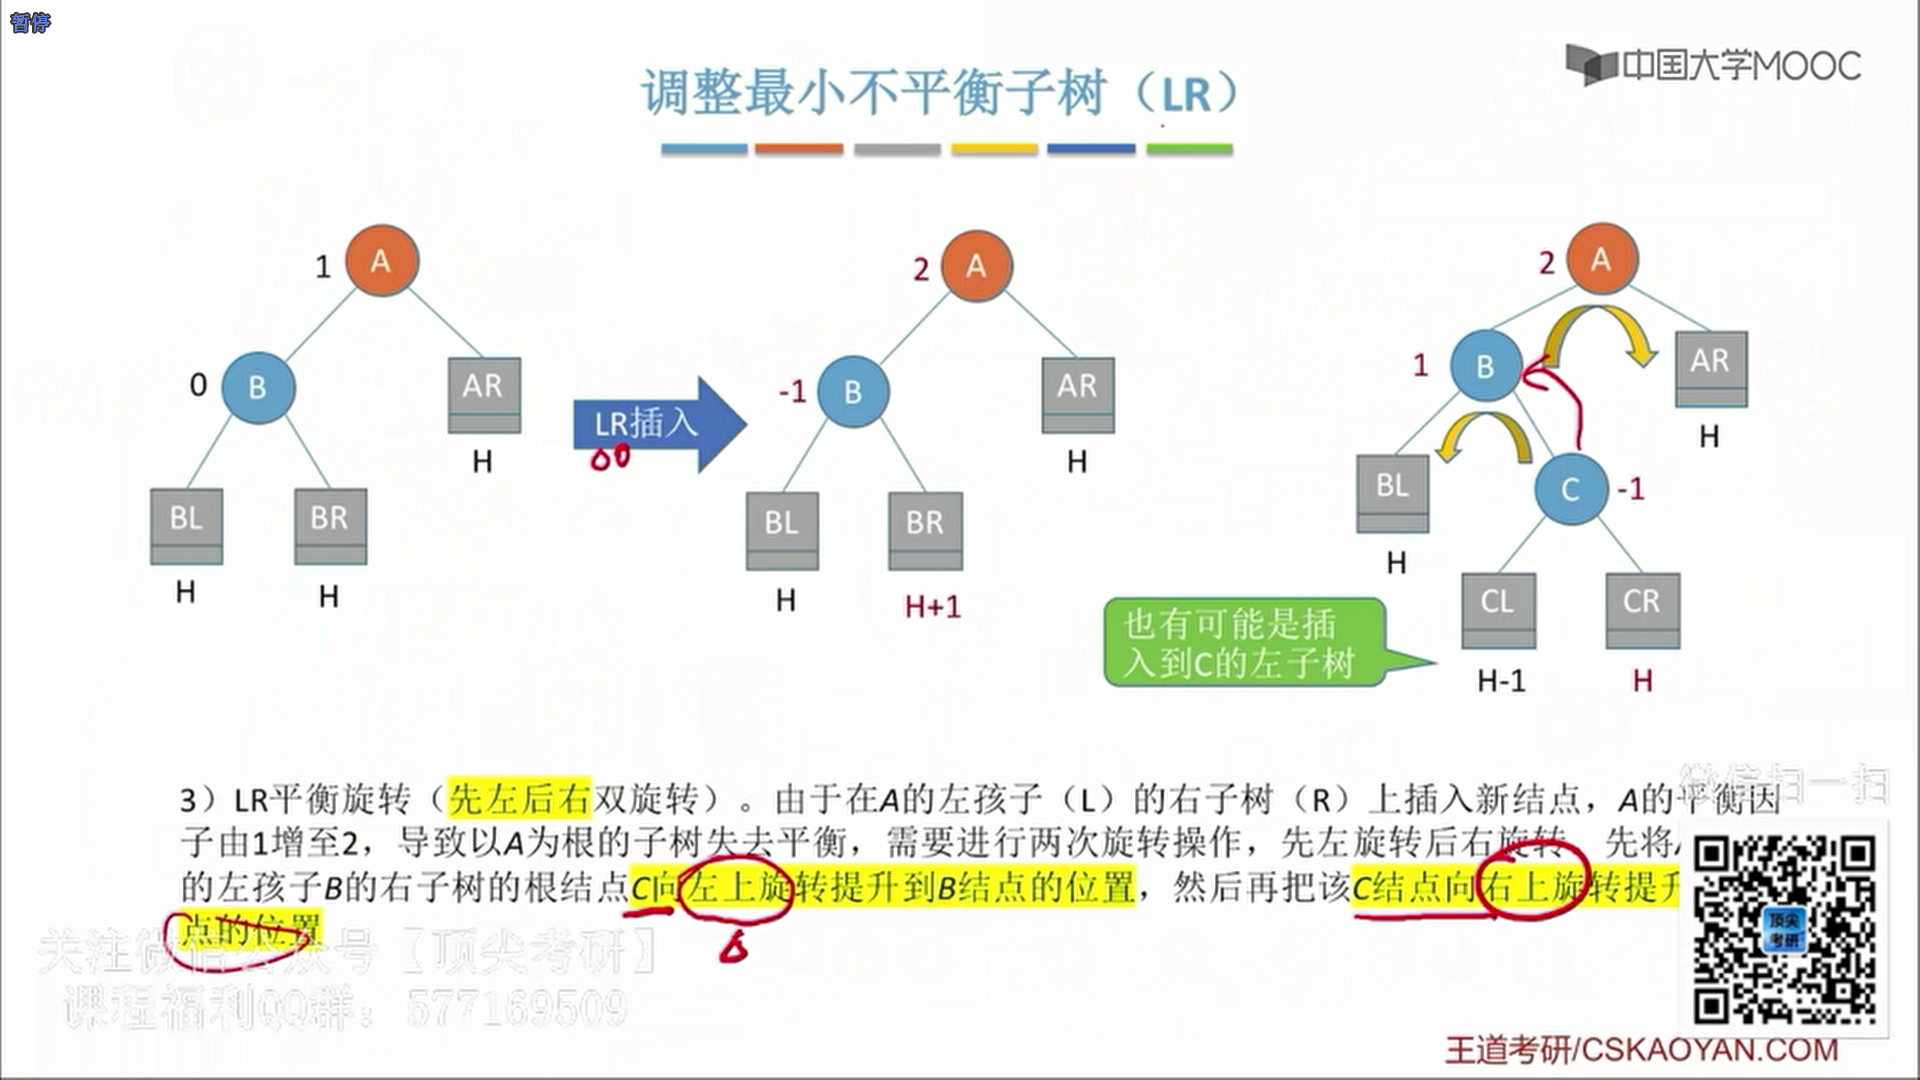 暂停
中国大学MOOC
调整最小不平衡子树（LR）
1 A
0 B
AR
H
BL
BR
H
H
LR插入
2 A
-1 B
AR
H
BL
BR
H
H+1
2 A
1 B
AR
H
BL
C -1
H
CL
CR
H-1
H
也有可能是插
入到C的左子树
3）LR平衡旋转（先左后右双旋转）。由于在A的左孩子（L）的右子树（R）上插入新结点，A的平衡因
子由1增至2，导致以A为根的子树失去平衡，需要进行两次旋转操作，先左旋转后右旋转。先将
的左孩子B的右子树的根结点C向左上旋转提升到B结点的位置，然后再把该C结点向右上旋转提升
点的位置
微信扫一扫
顶尖
考研
关注微信公众号【顶尖考研】
课程福利QQ群：577169509
王道考研/CSKAOYAN.COM